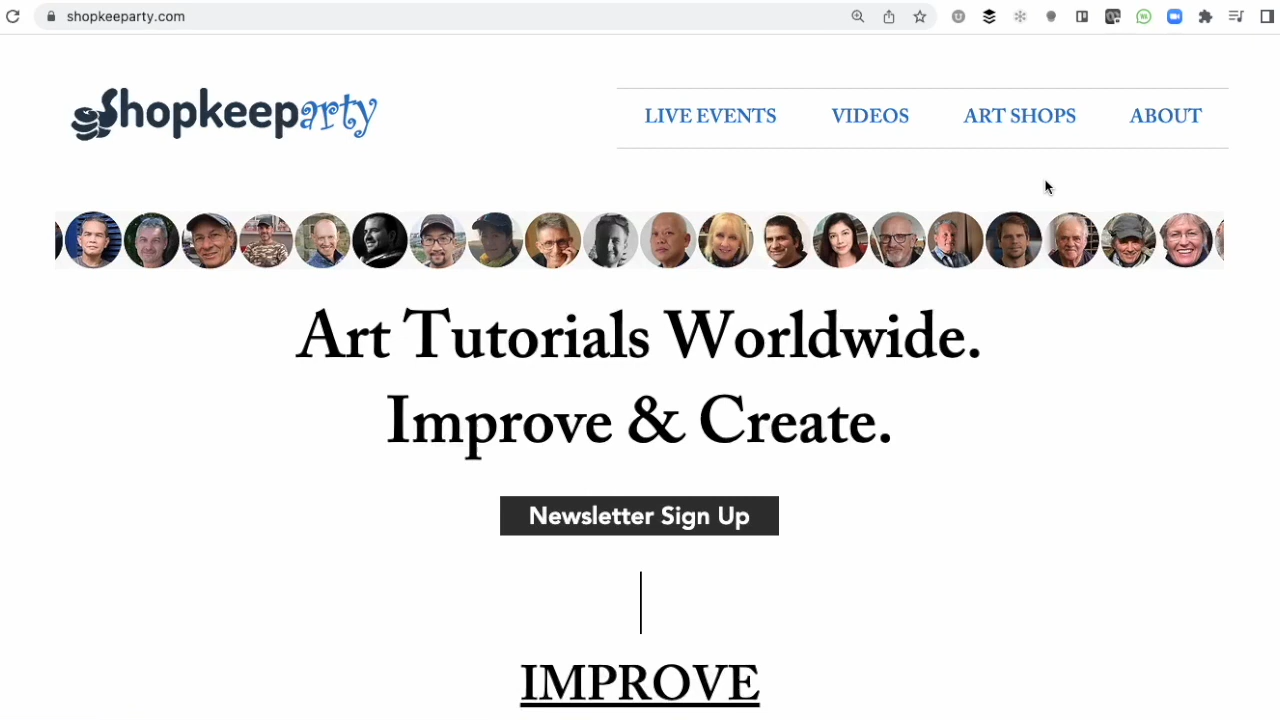 shopkeeparty.com
Shopkeeparty
LIVE EVENTS VIDEOS ART SHOPS ABOUT
Art Tutorials Worldwide.
Improve & Create.
Newsletter Sign Up
IMPROVE